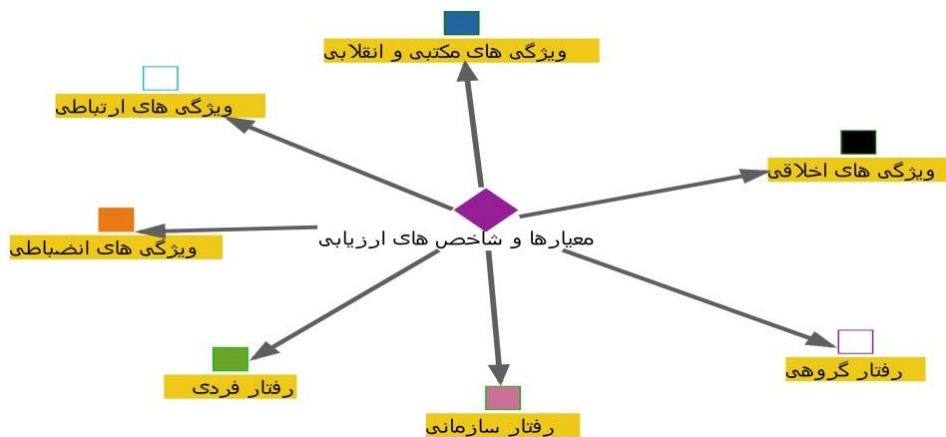 ویژگی های مکتبی و انقلابی
ویژگی های ارتباطی
ویژگی های اخلاقی
معیارها و شاخص های ارزیابی
ویژگی های انضباطی
رفتار گروهی
رفتار فردی
رفتار سازمانی